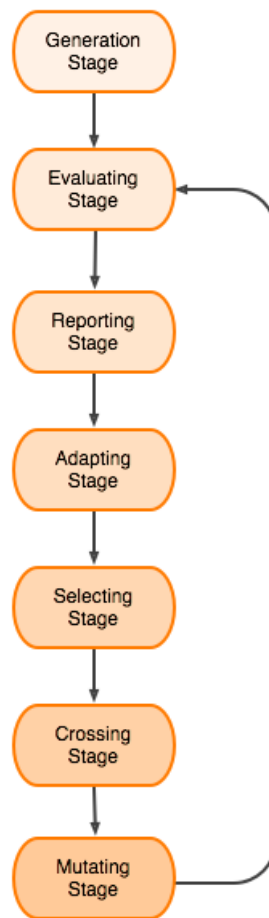 Generation
Stage
Evaluating
Stage
Reporting
Stage
Adapting
Stage
Selecting
Stage
Crossing
Stage
Mutating
Stage